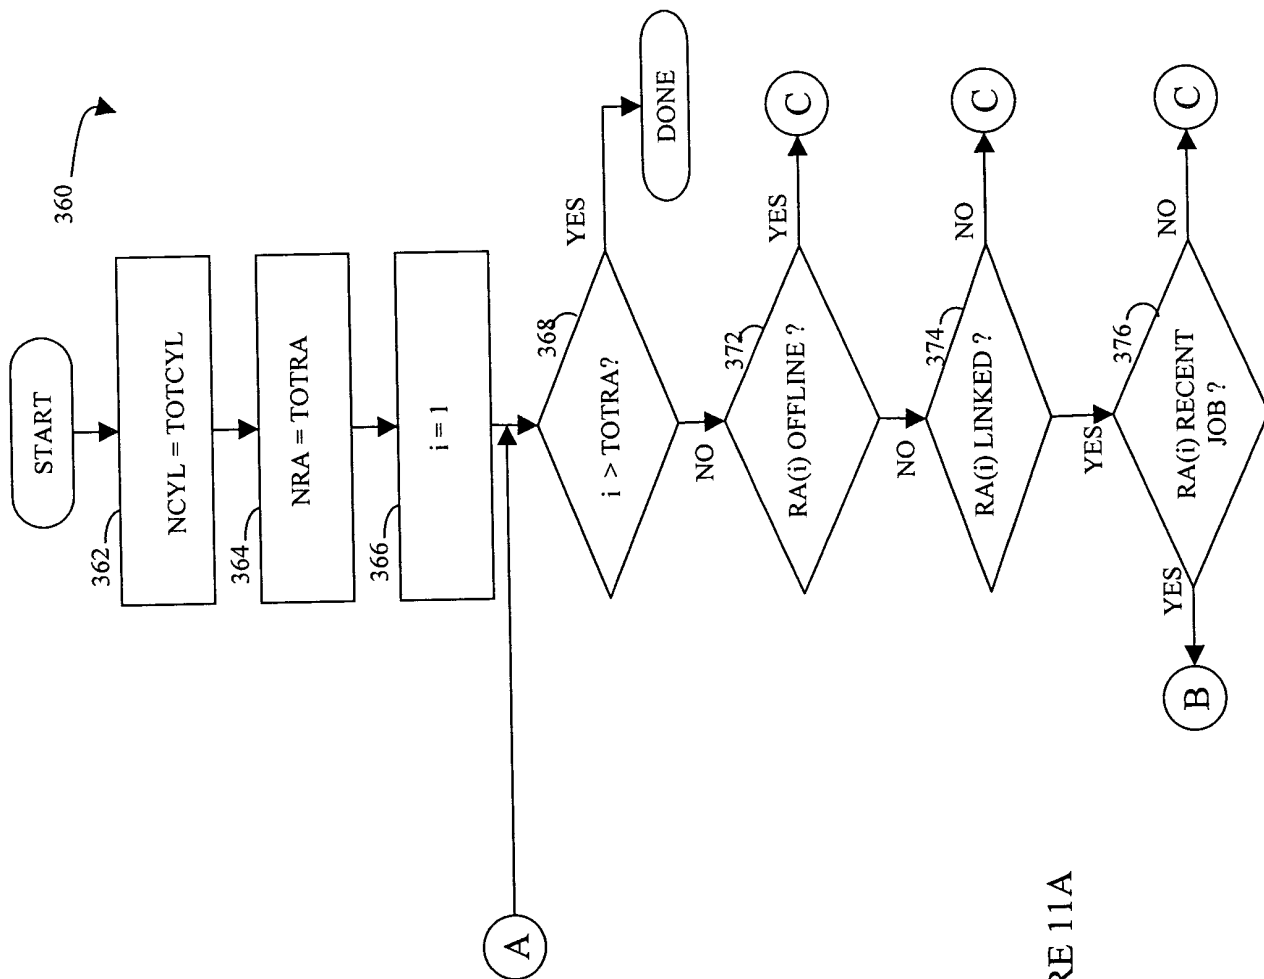 360
START
362
NCYL = TOTCYL
364
NRA = TOTRA
366
i = 1
A
368
i > TOTRA?
YES
DONE
NO
372
RA(i) OFFLINE ?
YES
C
NO
374
RA(i) LINKED ?
NO
C
YES
376
RA(i) RECENT
JOB ?
NO
C
YES
B
RE 11A